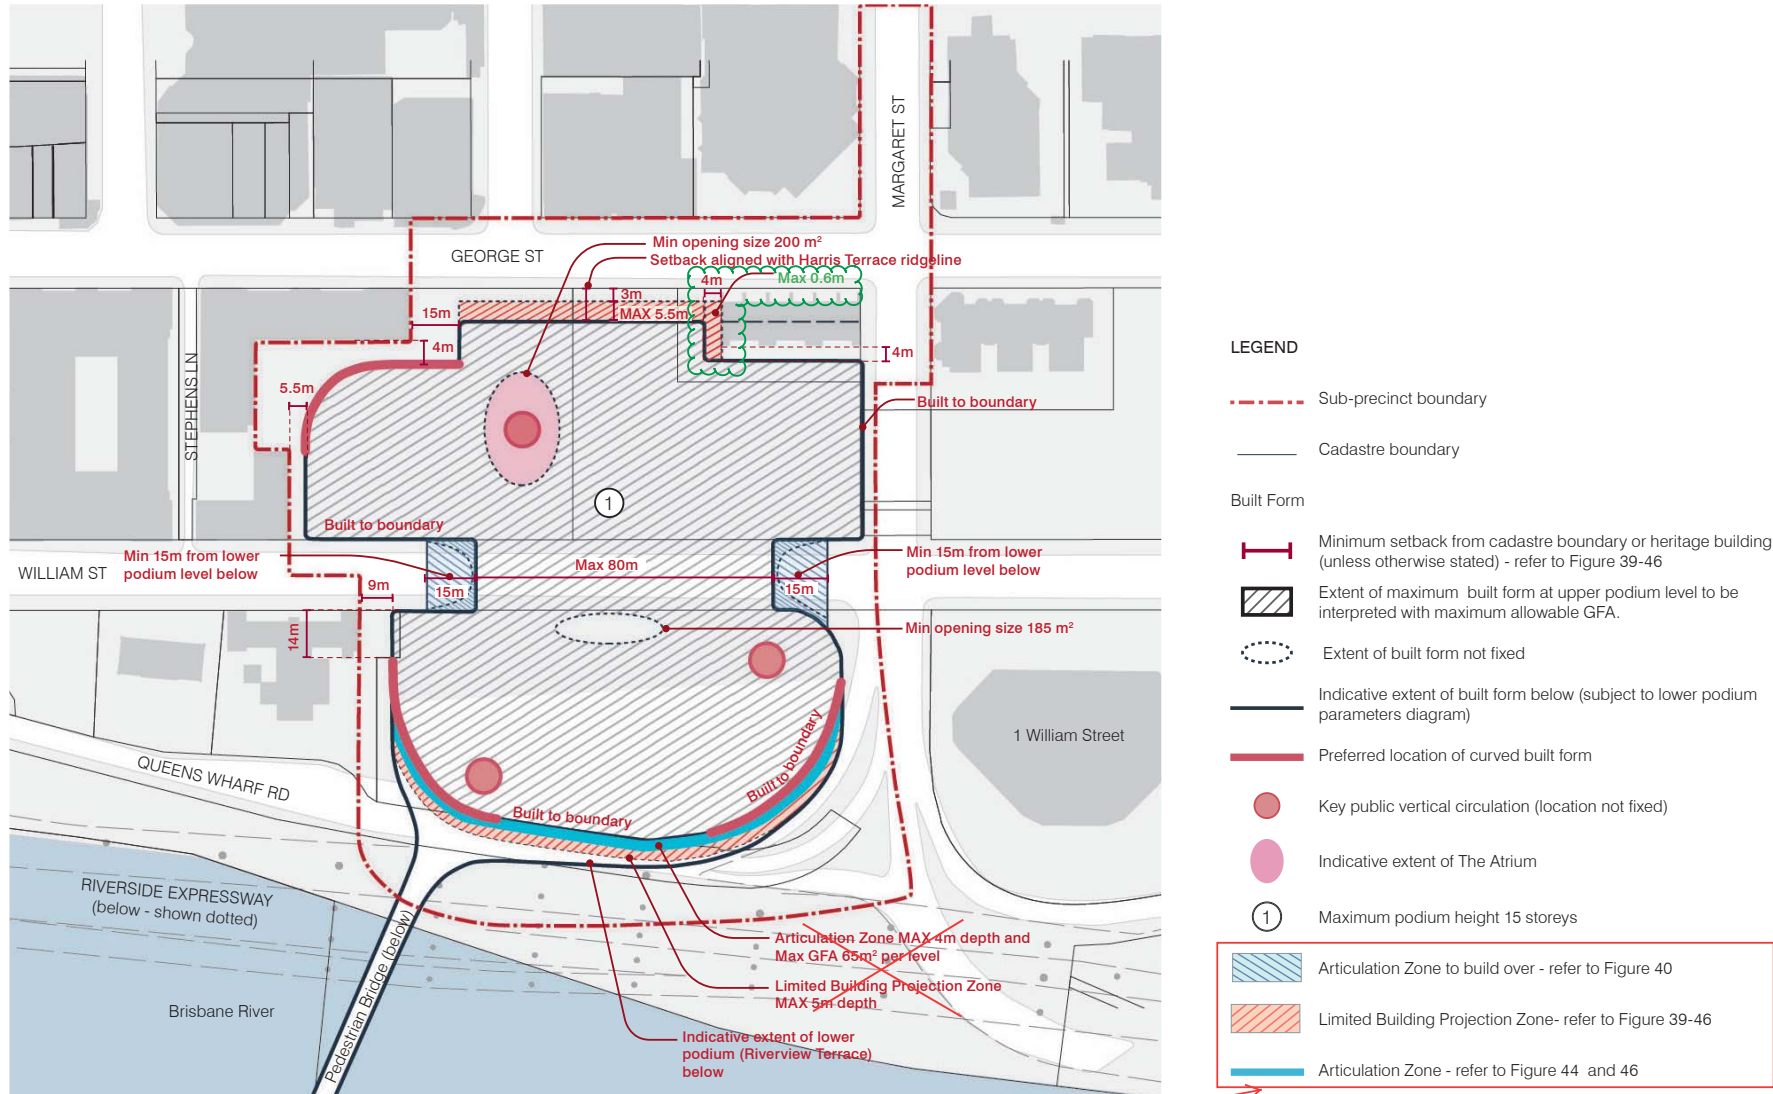 MARGARET ST
GEORGE ST
Min opening size 200 m²
Setback aligned with Harris Terrace ridgeline
4m
Max 0.6m
3m
MAX 5.5m
15m
4m
4m
5.5m
STEPHENS LN
Built to boundary
1
Built to boundary
Min 15m from lower
podium level below
Max 80m
Min 15m from lower
podium level below
WILLIAM ST
9m
15m
15m
14m
Min opening size 185 m²
1 William Street
QUEENS WHARF RD
Built to boundary
Built to boundary
RIVERSIDE EXPRESSWAY
(below - shown dotted)
Pedestrian Bridge (below)
Brisbane River
Articulation Zone MAX 4m depth and
Max GFA 65m² per level
Limited Building Projection Zone
MAX 5m depth
Indicative extent of lower
podium (Riverview Terrace)
below
LEGEND
Sub-precinct boundary
Cadastre boundary
Built Form
Minimum setback from cadastre boundary or heritage building
(unless otherwise stated) - refer to Figure 39-46
Extent of maximum built form at upper podium level to be
interpreted with maximum allowable GFA.
Extent of built form not fixed
Indicative extent of built form below (subject to lower podium
parameters diagram)
Preferred location of curved built form
Key public vertical circulation (location not fixed)
Indicative extent of The Atrium
1 Maximum podium height 15 storeys
Articulation Zone to build over - refer to Figure 40
Limited Building Projection Zone- refer to Figure 39-46
Articulation Zone - refer to Figure 44 and 46